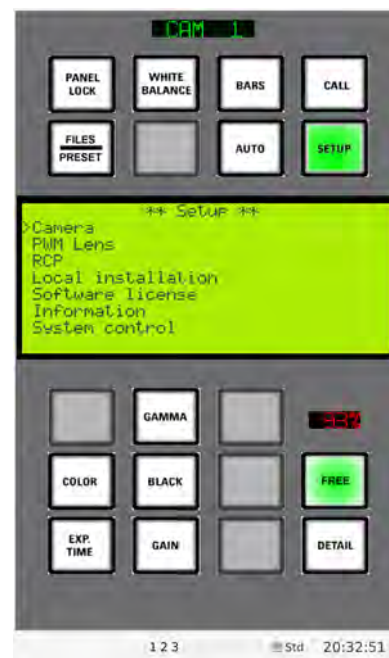 CAM 1
PANEL LOCK
WHITE BALANCE
BARS
CALL
FILES
PRESET
AUTO
SETUP
** Setup **
>Camera
PWM Lens
RCP
Local installation
Software license
Information
System control
GAMMA
COLOR
BLACK
FREE
EXP. TIME
GAIN
DETAIL
123
Std
20:32:51